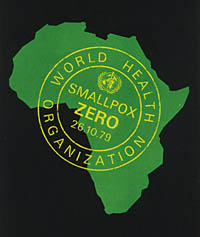 WORLD HEALTH
ORGANIZATION
SMALLPOX
ZERO
26.10.79